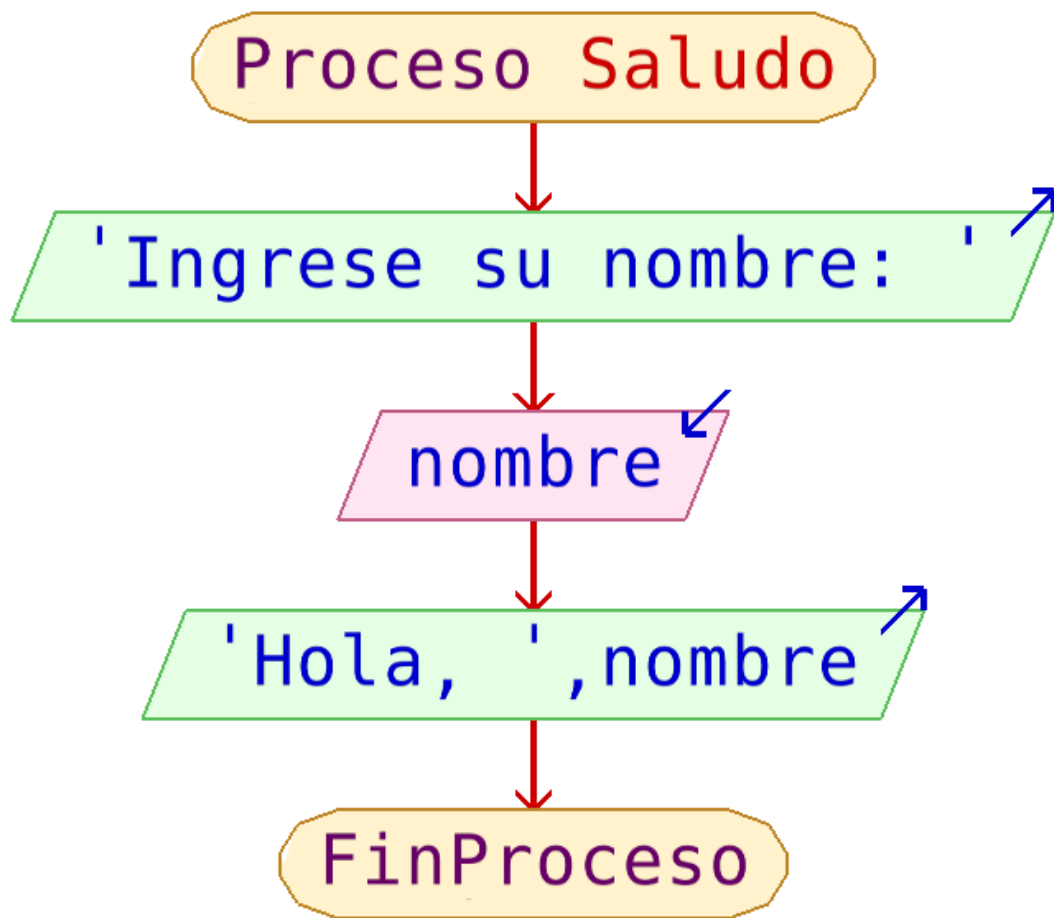 Proceso Saludo
'Ingrese su nombre: '
nombre
'Hola, ',nombre
FinProceso